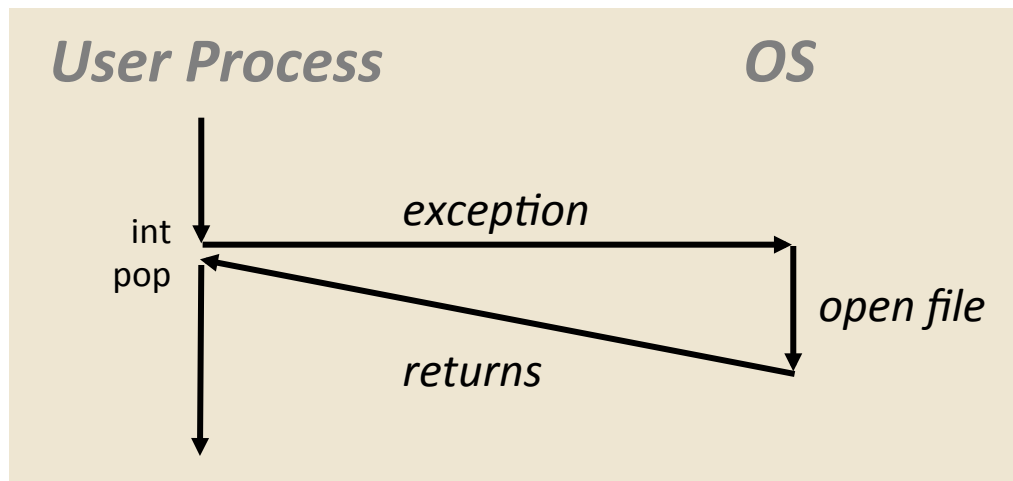 User Process
OS
exception
int
pop
open file
returns